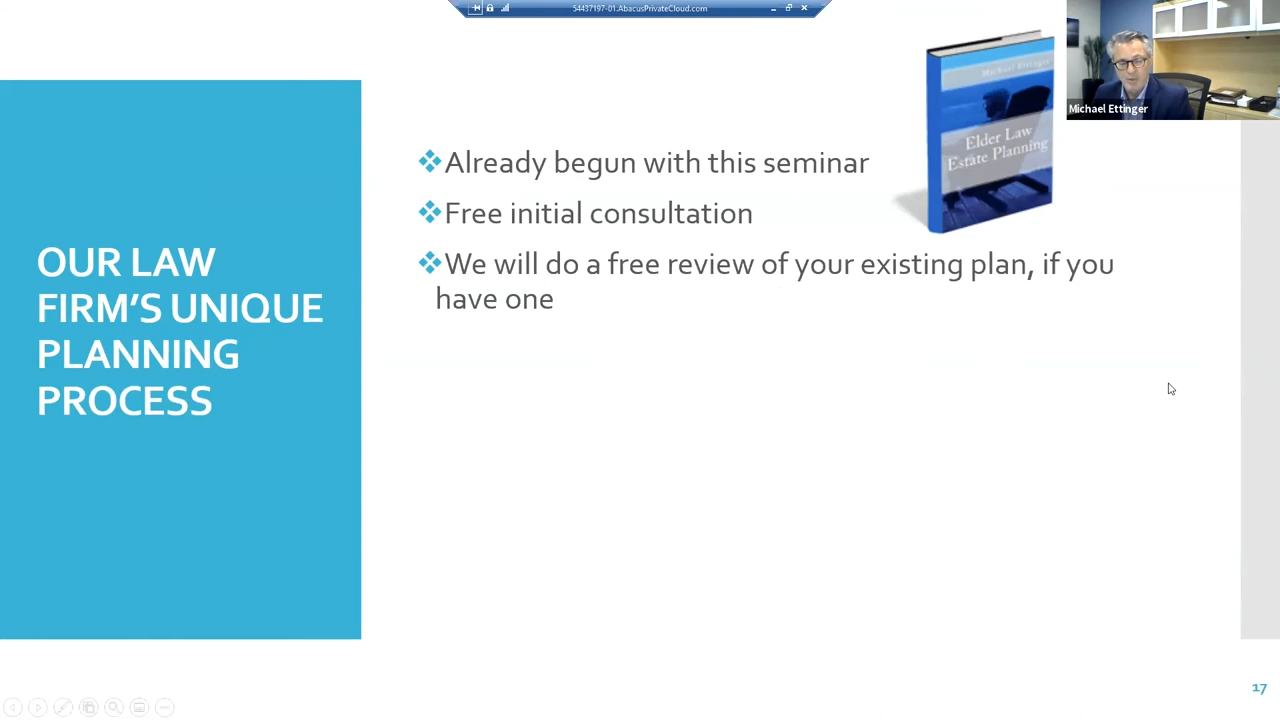 54437197-01.AbacusPrivateCloud.com
Michael Ettinger
Elder Law
Estate Planning
Michael Ettinger
OUR LAW
FIRM’S UNIQUE
PLANNING
PROCESS
❖Already begun with this seminar
❖Free initial consultation
❖We will do a free review of your existing plan, if you
have one
17